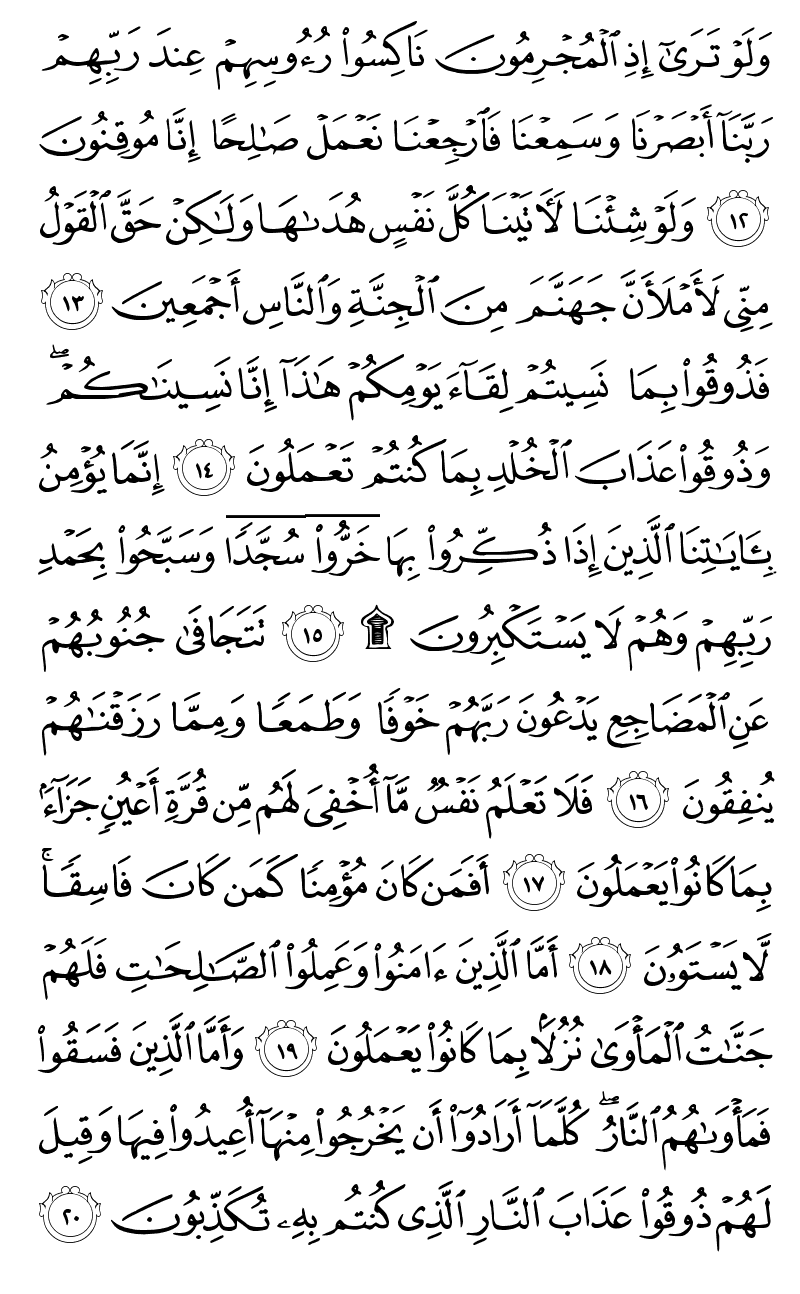 وَلَوْ تَرَىٰٓ إِذِ ٱلْمُجْرِمُونَ نَاكِسُوا۟ رُءُوسِهِمْ عِندَ رَبِّهِمْ
رَبَّنَآ أَبْصَرْنَا وَسَمِعْنَا فَٱرْجِعْنَا نَعْمَلْ صَـٰلِحًا إِنَّا مُوقِنُونَ
١٢ وَلَوْ شِئْنَا لَـَٔاتَيْنَا كُلَّ نَفْسٍ هُدَىٰهَا وَلَـٰكِنْ حَقَّ ٱلْقَوْلُ
مِنِّى لَأَمْلَأَنَّ جَهَنَّمَ مِنَ ٱلْجِنَّةِ وَٱلنَّاسِ أَجْمَعِينَ ١٣
فَذُوقُوا۟ بِمَا نَسِيتُمْ لِقَآءَ يَوْمِكُمْ هَـٰذَآ إِنَّا نَسِينَـٰكُمْ ۖ
وَذُوقُوا۟ عَذَابَ ٱلْخُلْدِ بِمَا كُنتُمْ تَعْمَلُونَ ١٤ إِنَّمَا يُؤْمِنُ
بِـَٔايَـٰتِنَا ٱلَّذِينَ إِذَا ذُكِّرُوا۟ بِهَا خَرُّوا۟ سُجَّدًا وَسَبَّحُوا۟ بِحَمْدِ
رَبِّهِمْ وَهُمْ لَا يَسْتَكْبِرُونَ ۩ ١٥ تَتَجَافَىٰ جُنُوبُهُمْ
عَنِ ٱلْمَضَاجِعِ يَدْعُونَ رَبَّهُمْ خَوْفًا وَطَمَعًا وَمِمَّا رَزَقْنَـٰهُمْ
يُنفِقُونَ ١٦ فَلَا تَعْلَمُ نَفْسٌ مَّآ أُخْفِىَ لَهُم مِّن قُرَّةِ أَعْيُنٍ جَزَآءًۢ
بِمَا كَانُوا۟ يَعْمَلُونَ ١٧ أَفَمَن كَانَ مُؤْمِنًا كَمَن كَانَ فَاسِقًا ۚ
لَّا يَسْتَوُۥنَ ١٨ أَمَّا ٱلَّذِينَ ءَامَنُوا۟ وَعَمِلُوا۟ ٱلصَّـٰلِحَـٰتِ فَلَهُمْ
جَنَّـٰتُ ٱلْمَأْوَىٰ نُزُلًۢا بِمَا كَانُوا۟ يَعْمَلُونَ ١٩ وَأَمَّا ٱلَّذِينَ فَسَقُوا۟
فَمَأْوَىٰهُمُ ٱلنَّارُ ۖ كُلَّمَآ أَرَادُوٓا۟ أَن يَخْرُجُوا۟ مِنْهَآ أُعِيدُوا۟ فِيهَا وَقِيلَ
لَهُمْ ذُوقُوا۟ عَذَابَ ٱلنَّارِ ٱلَّذِى كُنتُم بِهِۦ تُكَذِّبُونَ ٢٠